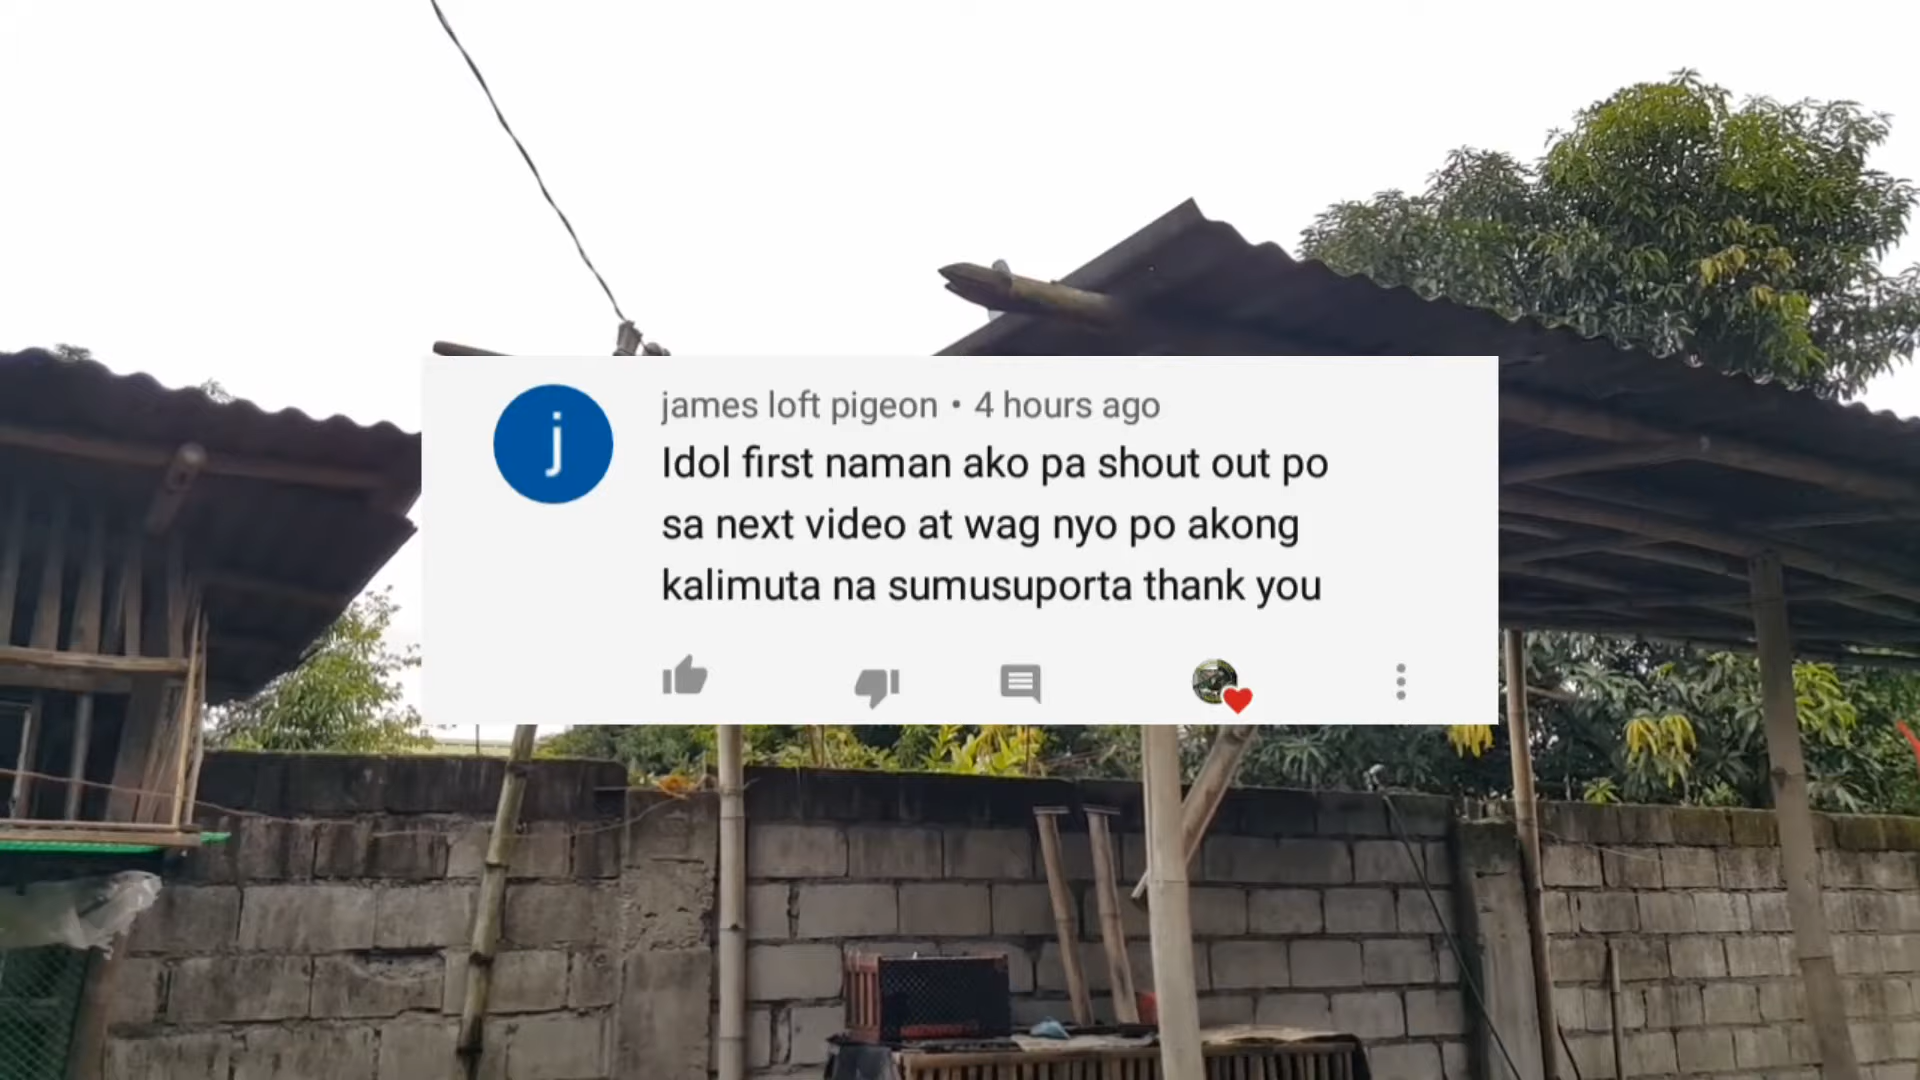 j
james loft pigeon • 4 hours ago
Idol first naman ako pa shout out po
sa next video at wag nyo po akong
kalimuta na sumusuporta thank you